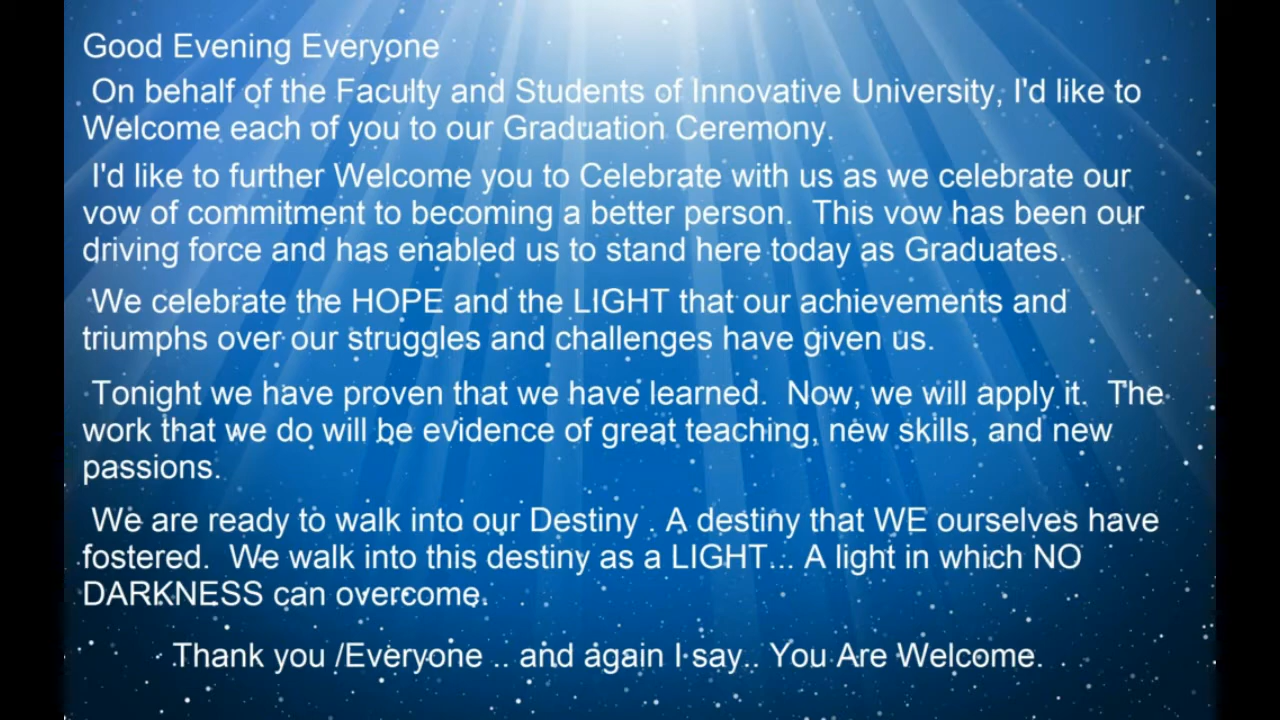 Good Evening Everyone
On behalf of the Faculty and Students of Innovative University, I'd like to
Welcome each of you to our Graduation Ceremony.
I'd like to further Welcome you to Celebrate with us as we celebrate our
vow of commitment to becoming a better person.  This vow has been our
driving force and has enabled us to stand here today as Graduates.
We celebrate the HOPE and the LIGHT that our achievements and
triumphs over our struggles and challenges have given us.
Tonight we have proven that we have learned.  Now, we will apply it.  The
work that we do will be evidence of great teaching, new skills, and new
passions.
We are ready to walk into our Destiny . A destiny that WE ourselves have
fostered.  We walk into this destiny as a LIGHT... A light in which NO
DARKNESS can overcome.
Thank you /Everyone .. and again I say.. You Are Welcome.